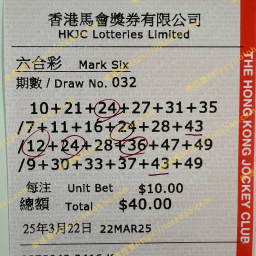 香港馬會獎券有限公司
HKJC Lotteries Limited
六合彩 Mark Six
期數 / Draw No. 032
10+21+24+27+31+35
/7+11+16+24+28+43
/12+24+28+36+47+49
/9+30+33+37+43+49
每注 Unit Bet $10.00
總額 Total $40.00
25年3月22日 22MAR25
THE HONG KONG JOCKEY CLUB